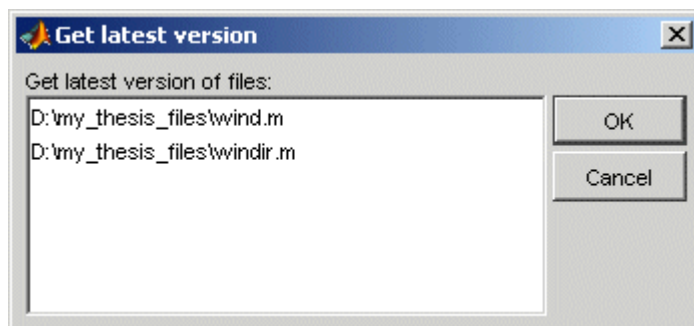 Get latest version
Get latest version of files:
D:\my_thesis_files\wind.m
D:\my_thesis_files\windir.m
OK
Cancel